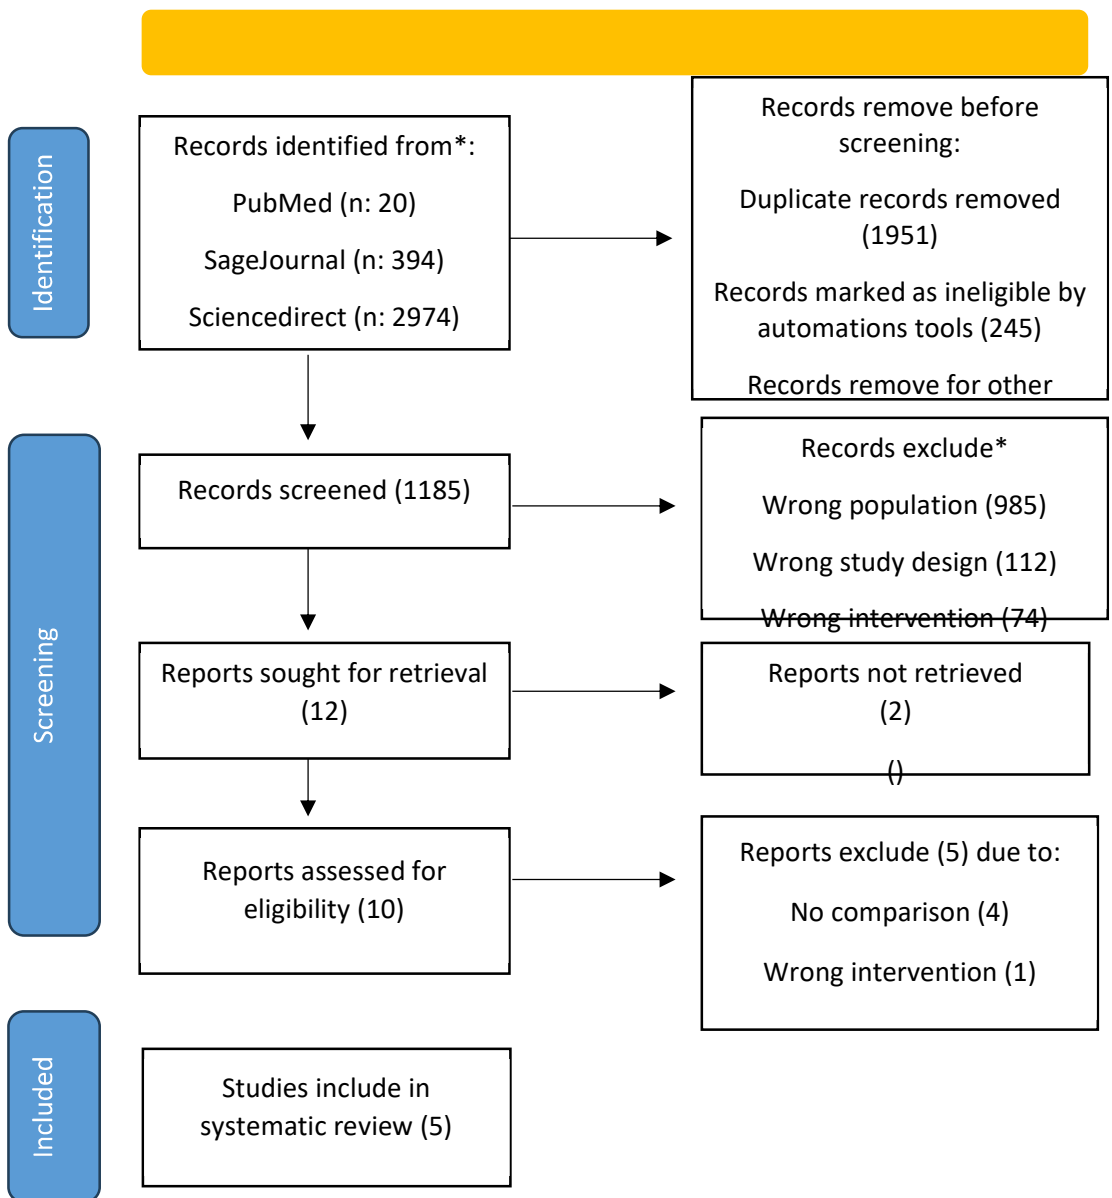 Identification
Records identified from*:
PubMed (n: 20)
SageJournal (n: 394)
Sciencedirect (n: 2974)
Records remove before
screening:
Duplicate records removed
(1951)
Records marked as ineligible by
automations tools (245)
Records remove for other
Screening
Records screened (1185)
Records exclude*
Wrong population (985)
Wrong study design (112)
Wrong intervention (74)
Reports sought for retrieval
(12)
Reports not retrieved
(2)
()
Reports assessed for
eligibility (10)
Reports exclude (5) due to:
No comparison (4)
Wrong intervention (1)
Included
Studies include in
systematic review (5)